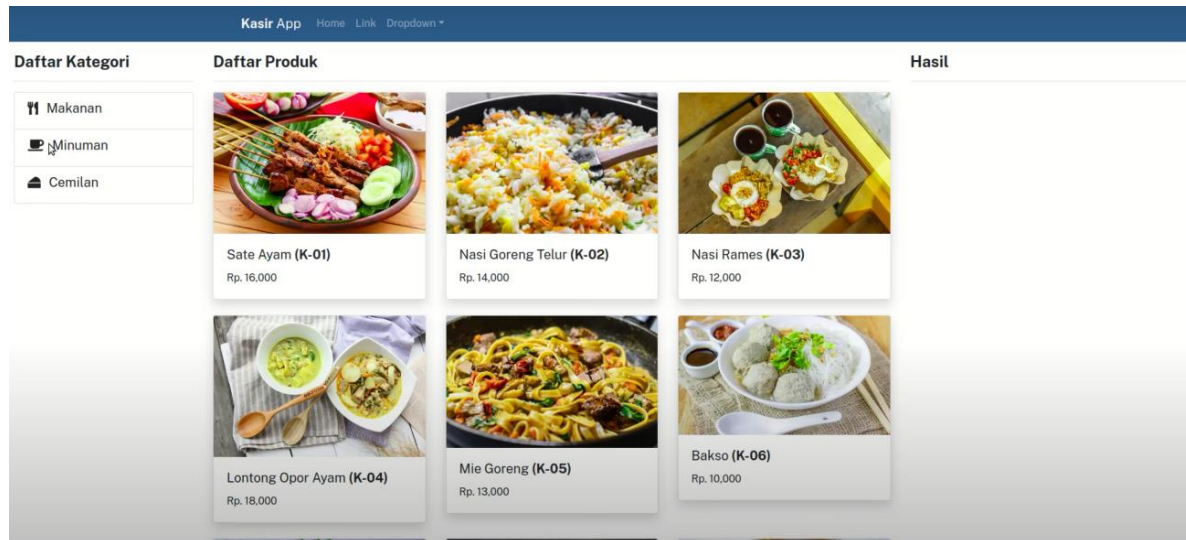 Kasir App Home Link Dropdown
Daftar Kategori
Makanan
Minuman
Cemilan
Daftar Produk
Sate Ayam (K-01)
Rp. 16,000
Nasi Goreng Telur (K-02)
Rp. 14,000
Nasi Rames (K-03)
Rp. 12,000
Lontong Opor Ayam (K-04)
Rp. 18,000
Mie Goreng (K-05)
Rp. 13,000
Bakso (K-06)
Rp. 10,000
Hasil